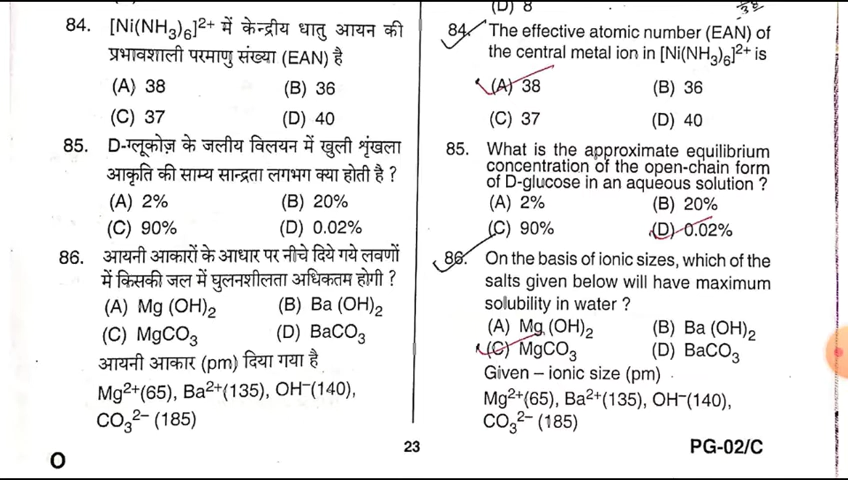 84. [Ni(NH₃)₆]²⁺ में केन्द्रीय धातु आयन की
प्रभावशाली परमाणु संख्या (EAN) है
(A) 38 (B) 36
(C) 37 (D) 40
85. D-ग्लूकोज़ के जलीय विलयन में खुली शृंखला
आकृति की साम्य सान्द्रता लगभग क्या होती है ?
(A) 2% (B) 20%
(C) 90% (D) 0.02%
86. आयनी आकारों के आधार पर नीचे दिये गये लवणों
में किसकी जल में घुलनशीलता अधिकतम होगी ?
(A) Mg (OH)₂ (B) Ba (OH)₂
(C) MgCO₃ (D) BaCO₃
आयनी आकार (pm) दिया गया है
Mg²⁺(65), Ba²⁺(135), OH⁻(140),
CO₃²⁻ (185)
O
(D) 8
84. The effective atomic number (EAN) of
the central metal ion in [Ni(NH₃)₆]²⁺ is
(A) 38 (B) 36
(C) 37 (D) 40
85. What is the approximate equilibrium
concentration of the open-chain form
of D-glucose in an aqueous solution ?
(A) 2% (B) 20%
(C) 90% (D) 0.02%
86. On the basis of ionic sizes, which of the
salts given below will have maximum
solubility in water ?
(A) Mg (OH)₂ (B) Ba (OH)₂
(C) MgCO₃ (D) BaCO₃
Given – ionic size (pm)
Mg²⁺(65), Ba²⁺(135), OH⁻(140),
CO₃²⁻ (185)
23
PG-02/C